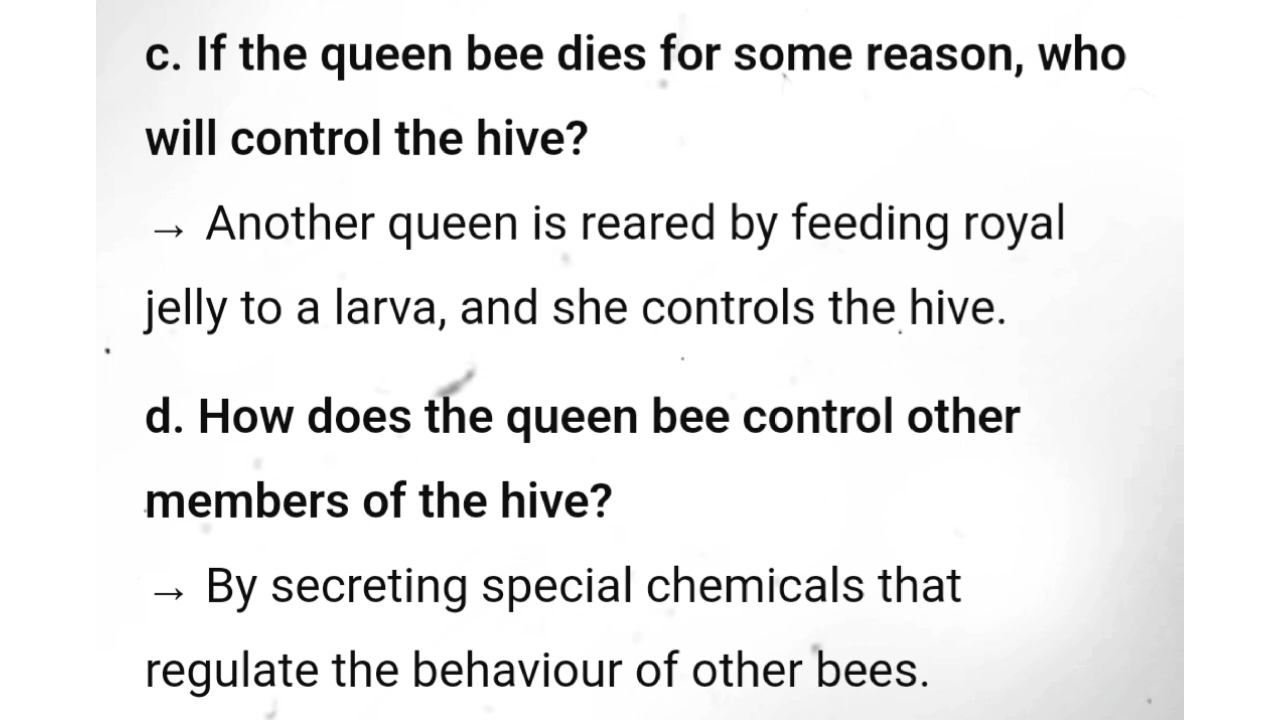 c. If the queen bee dies for some reason, who
will control the hive?
→ Another queen is reared by feeding royal
jelly to a larva, and she controls the hive.
d. How does the queen bee control other
members of the hive?
→ By secreting special chemicals that
regulate the behaviour of other bees.